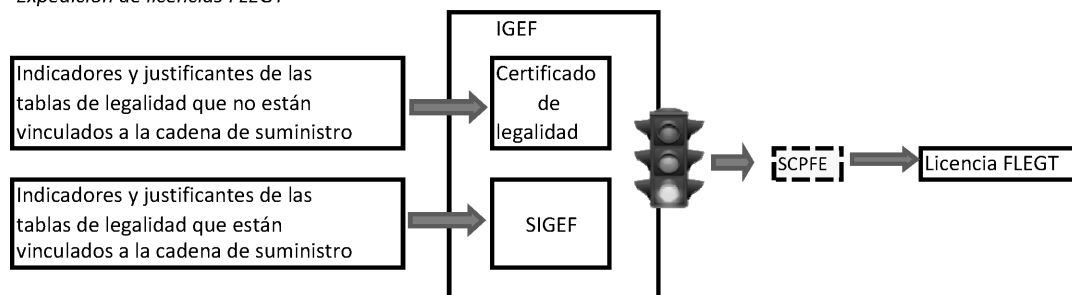 Expedición de licencias FLEGT
IGEF
Indicadores y justificantes de las
tablas de legalidad que no están
vinculados a la cadena de suministro
Certificado
de
legalidad
SCPFE
Licencia FLEGT
Indicadores y justificantes de las
tablas de legalidad que están
vinculados a la cadena de suministro
SIGEF